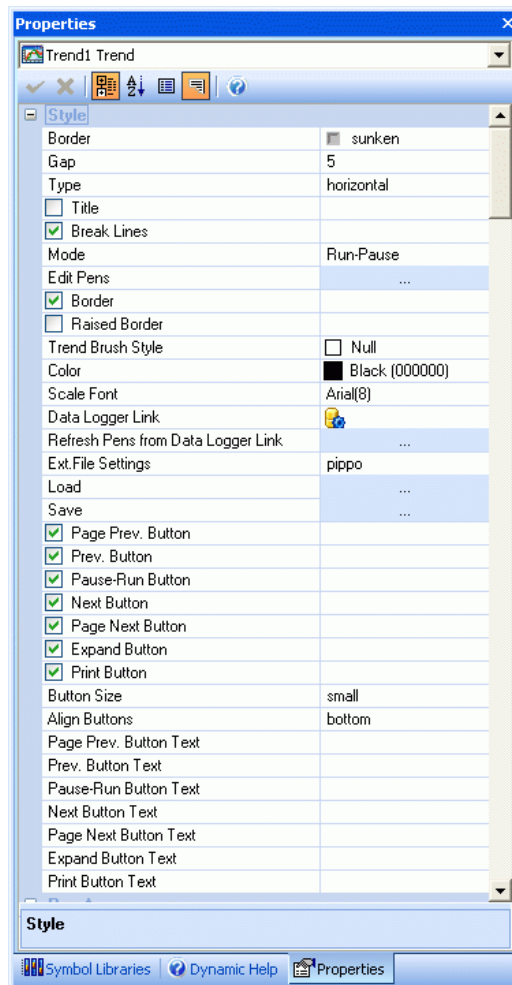 Properties
Trend1 Trend
Style
Border sunken
Gap 5
Type horizontal
Title
Break Lines
Mode Run-Pause
Edit Pens ...
Border
Raised Border
Trend Brush Style Null
Color Black (000000)
Scale Font Arial(8)
Data Logger Link
Refresh Pens from Data Logger Link ...
Ext.File Settings pippo
Load ...
Save ...
Page Prev. Button
Prev. Button
Pause-Run Button
Next Button
Page Next Button
Expand Button
Print Button
Button Size small
Align Buttons bottom
Page Prev. Button Text
Prev. Button Text
Pause-Run Button Text
Next Button Text
Page Next Button Text
Expand Button Text
Print Button Text
Style
Symbol Libraries Dynamic Help Properties